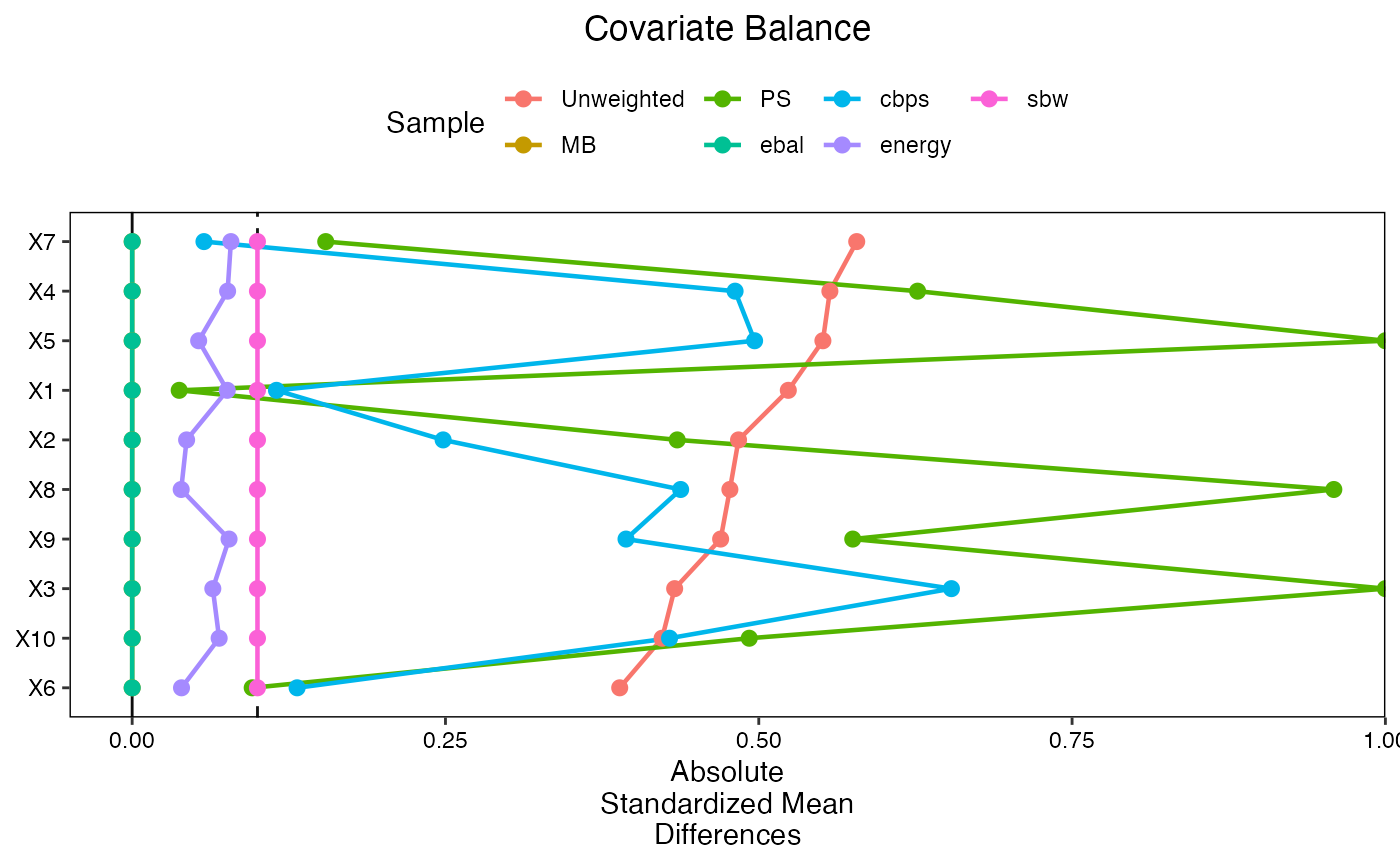 Covariate Balance
Sample
Unweighted PS cbps sbw
MB ebal energy
X7
X4
X5
X1
X2
X8
X9
X3
X10
X6
0.00 0.25 0.50 0.75 1.00
Absolute
Standardized Mean
Differences